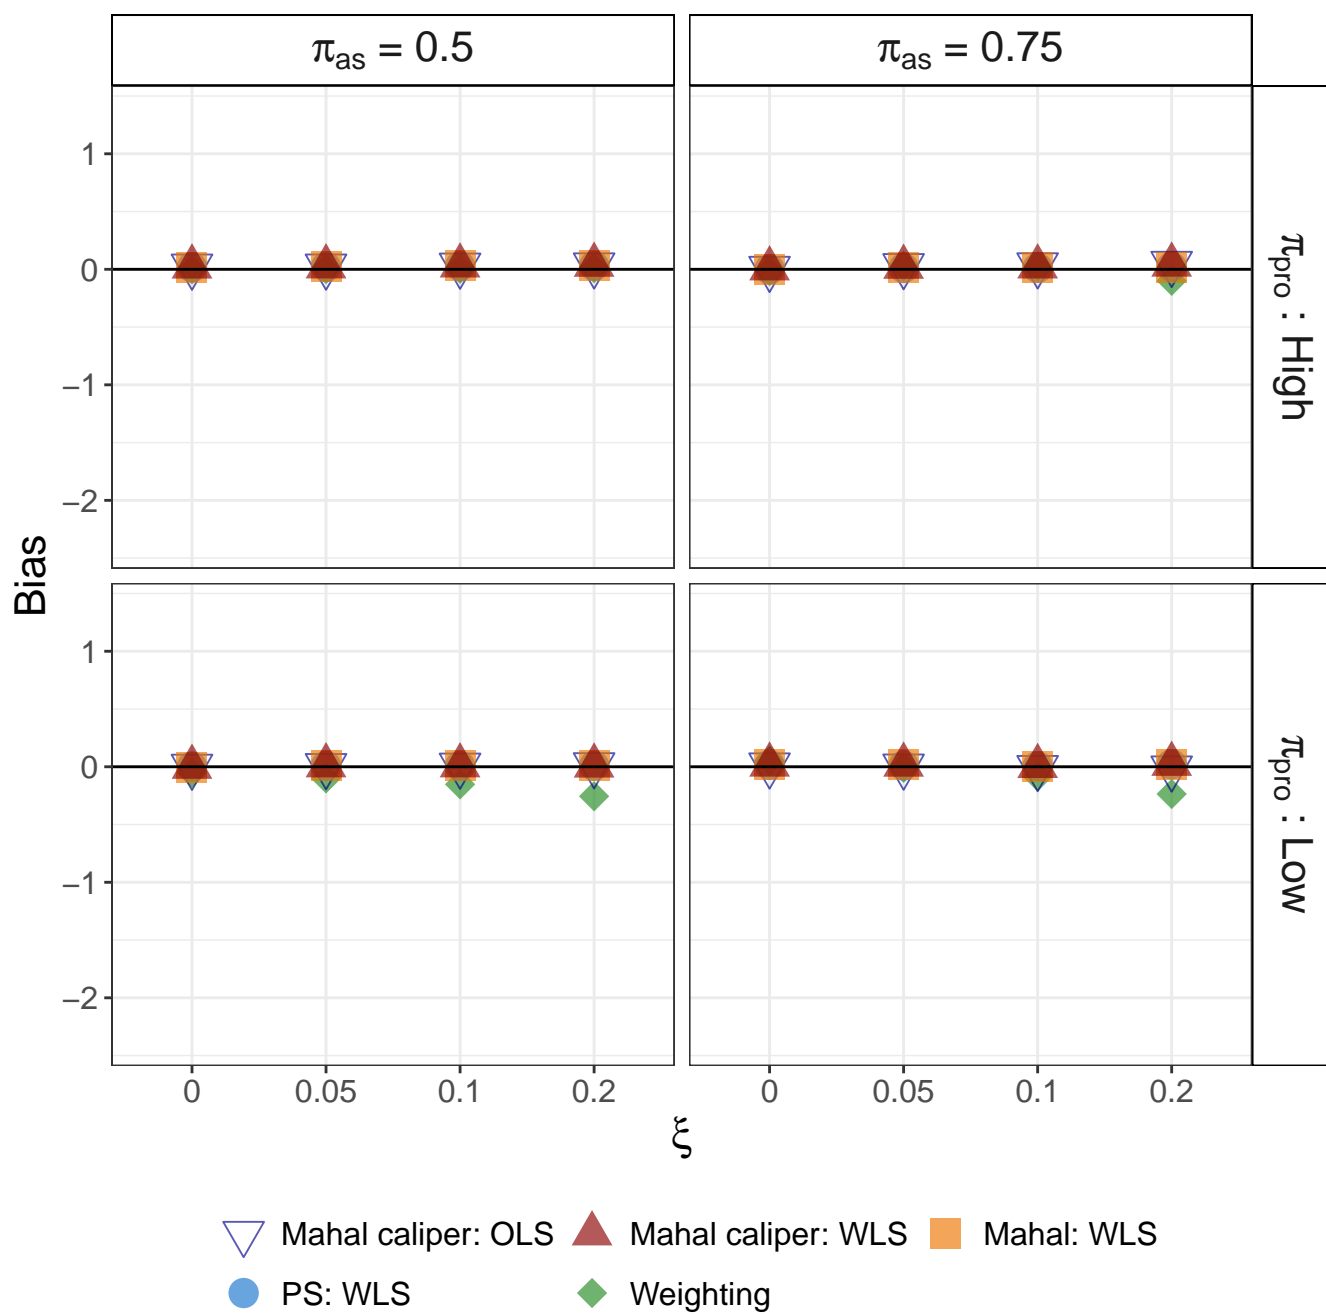 π_as = 0.5 π_as = 0.75
1
0
−1
−2
π_pro : High
Bias
1
0
−1
−2
π_pro : Low
0 0.05 0.1 0.2 0 0.05 0.1 0.2
ξ
Mahal caliper: OLS Mahal caliper: WLS Mahal: WLS
PS: WLS Weighting